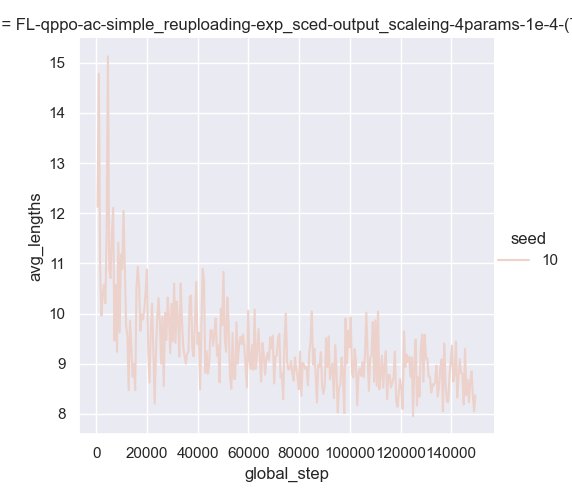 = FL-qppo-ac-simple_reuploading-exp_sced-output_scaleing-4params-1e-4-(
15
14
13
12
11
10
9
8
avg_lengths
seed
10
0 20000 40000 60000 80000 100000 120000 140000
global_step